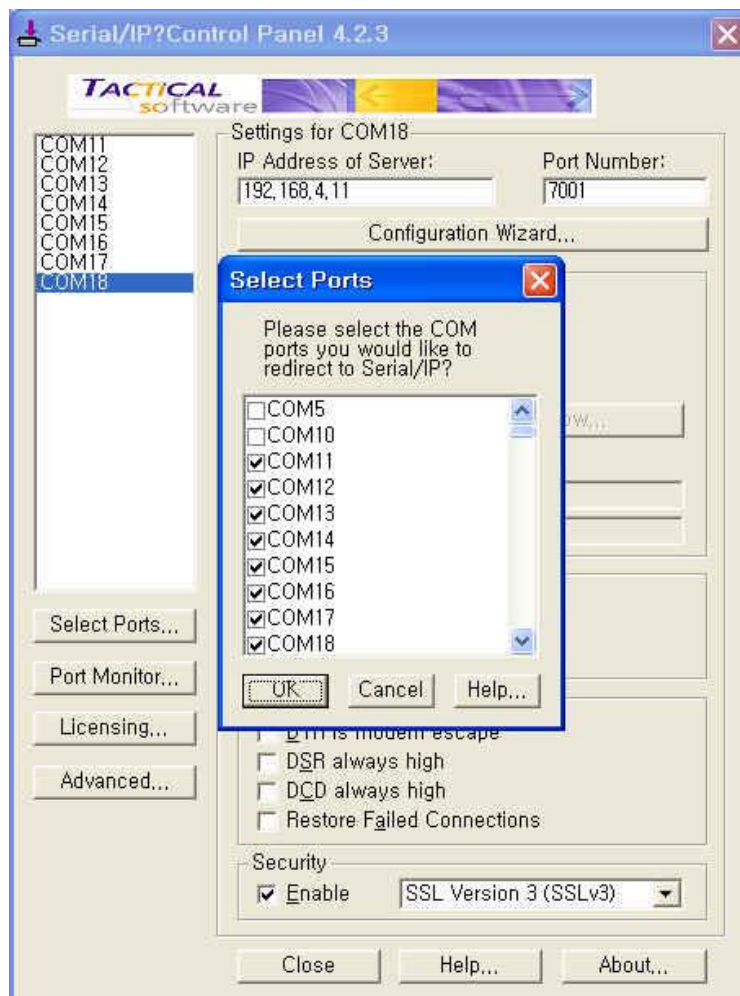 Serial/IP?Control Panel 4.2.3
TACTICAL
software
COM11
COM12
COM13
COM14
COM15
COM16
COM17
COM18
Select Ports...
Port Monitor...
Licensing...
Advanced...
Settings for COM18
IP Address of Server:
Port Number:
192,168,4,11
7001
Configuration Wizard...
Select Ports
Please select the COM
ports you would like to
redirect to Serial/IP?
COM5
COM10
COM11
COM12
COM13
COM14
COM15
COM16
COM17
COM18
OK
Cancel
Help...
DTR is modem escape
DSR always high
DCD always high
Restore Failed Connections
Security
Enable
SSL Version 3 (SSLv3)
Close
Help...
About...